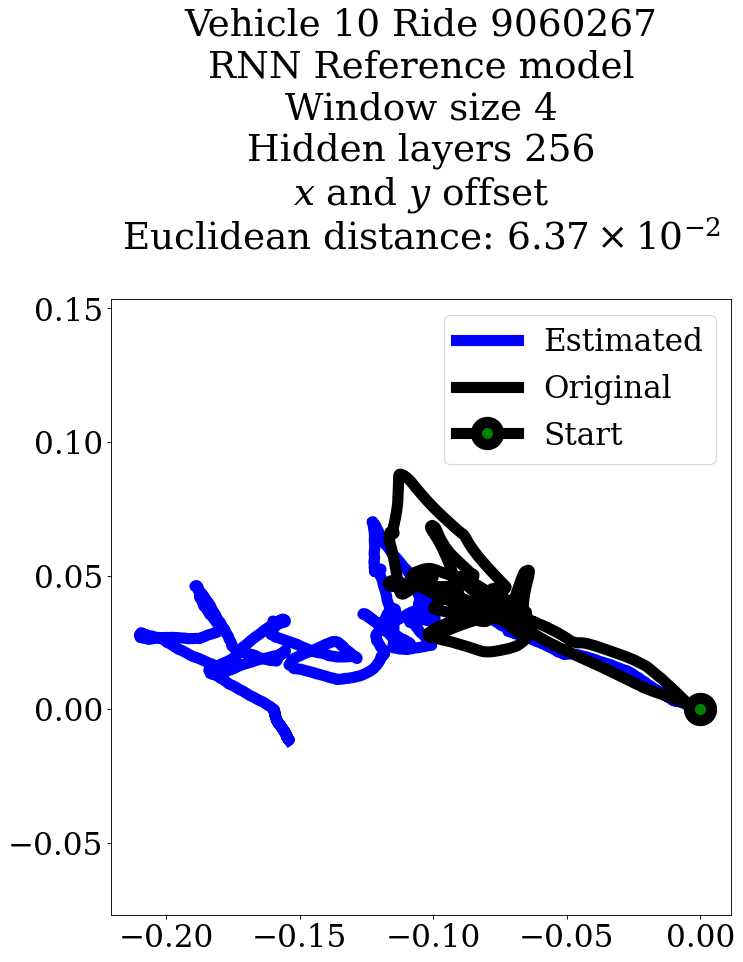 Vehicle 10 Ride 9060267
RNN Reference model
Window size 4
Hidden layers 256
x and y offset
Euclidean distance: 6.37 × 10⁻²
Estimated
Original
Start
0.15
0.10
0.05
0.00
−0.05
−0.20 −0.15 −0.10 −0.05 0.00